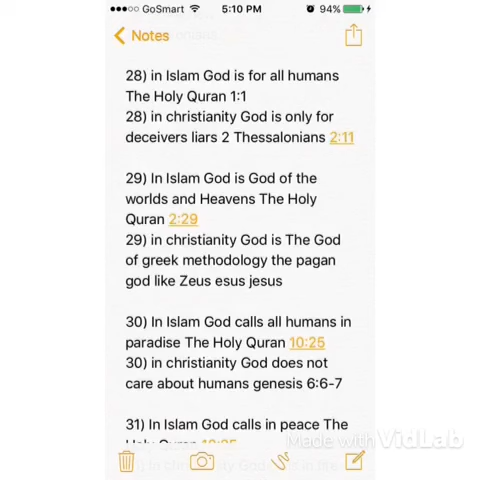 GoSmart 5:10 PM 94%
Notes
28) in Islam God is for all humans
The Holy Quran 1:1
28) in christianity God is only for
deceivers liars 2 Thessalonians 2:11
29) In Islam God is God of the
worlds and Heavens The Holy
Quran 2:29
29) in christianity God is The God
of greek methodology the pagan
god like Zeus esus jesus
30) In Islam God calls all humans in
paradise The Holy Quran 10:25
30) in christianity God does not
care about humans genesis 6:6-7
31) In Islam God calls in peace The
Holy Quran 10:25
Made with VidLab